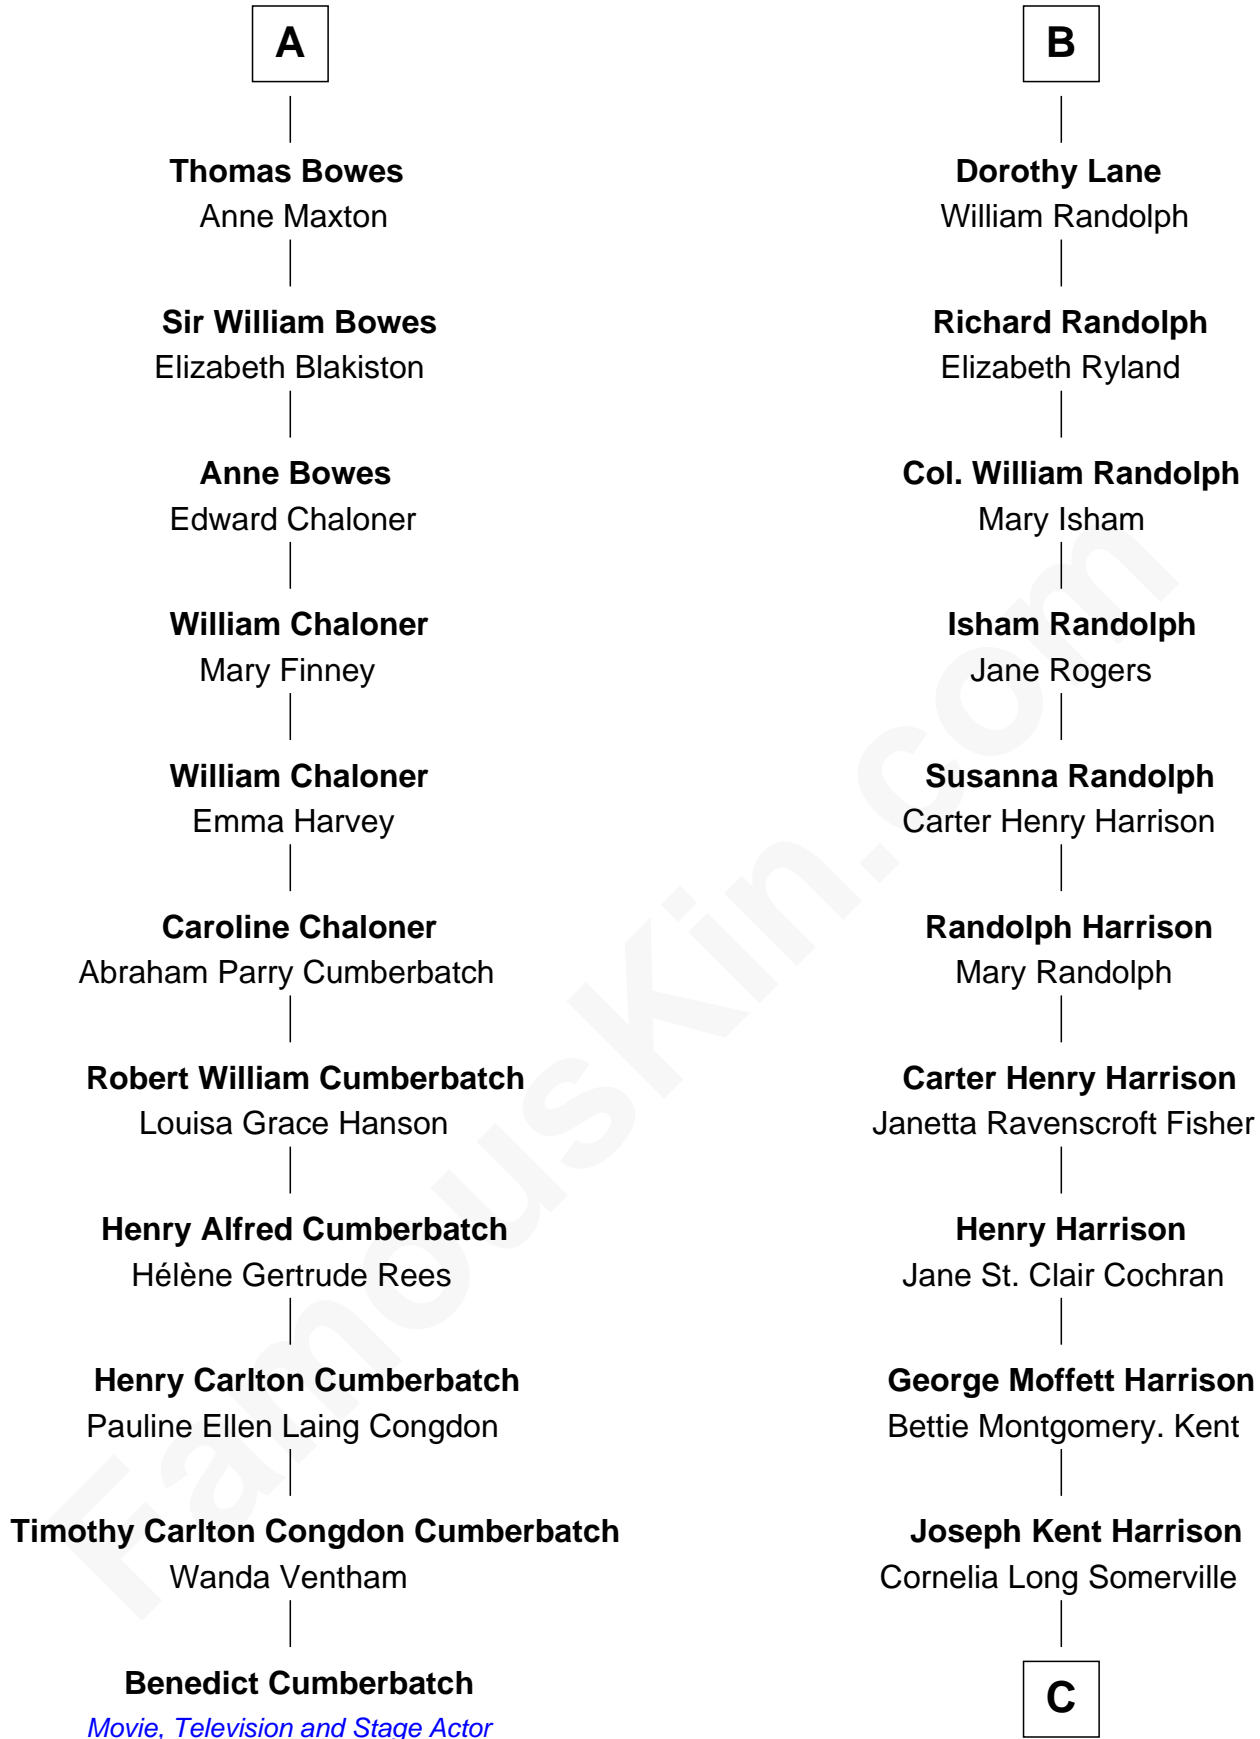 A
Thomas Bowes
Anne Maxton
Sir William Bowes
Elizabeth Blakiston
Anne Bowes
Edward Chaloner
William Chaloner
Mary Finney
William Chaloner
Emma Harvey
Caroline Chaloner
Abraham Parry Cumberbatch
Robert William Cumberbatch
Louisa Grace Hanson
Henry Alfred Cumberbatch
Hélène Gertrude Rees
Henry Carlton Cumberbatch
Pauline Ellen Laing Congdon
Timothy Carlton Congdon Cumberbatch
Wanda Ventham
Benedict Cumberbatch
Movie, Television and Stage Actor
B
Dorothy Lane
William Randolph
Richard Randolph
Elizabeth Ryland
Col. William Randolph
Mary Isham
Isham Randolph
Jane Rogers
Susanna Randolph
Carter Henry Harrison
Randolph Harrison
Mary Randolph
Carter Henry Harrison
Janetta Ravenscroft Fisher
Henry Harrison
Jane St. Clair Cochran
George Moffett Harrison
Bettie Montgomery. Kent
Joseph Kent Harrison
Cornelia Long Somerville
C
FamousKin.com